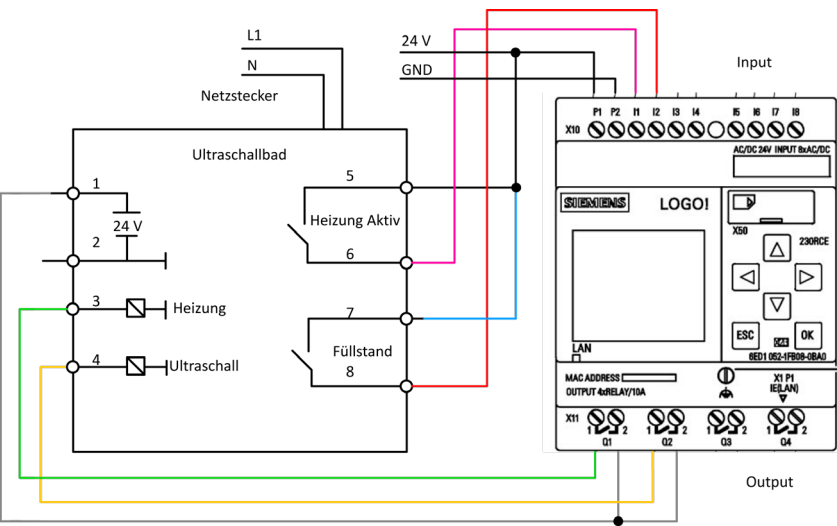 L1
24 V
N
GND
Input
Netzstecker
P1 P2 I1 I2 I3 I4 I5 I6 I7 I8
X10
Ultraschallbad
AC/DC 24V INPUT 8xAC/DC
1
5
SIEMENS LOGO!
24 V
Heizung Aktiv
X50
2
6
230RCE
3
Heizung
7
ESC OK
Füllstand
LAN
6ED1 052-1FB08-0BA0
4
Ultraschall
8
MAC ADDRESS
X1 P1
OUTPUT 4xRELAY/10A
IE(LAN)
X11
1 2 1 2 1 2 1 2
Q1 Q2 Q3 Q4
Output